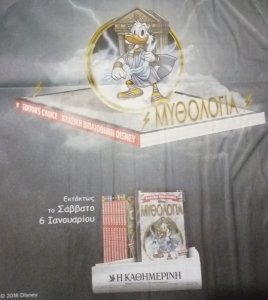 EDITOR'S CHOICE - ΚΛΑΣΙΚΗ ΒΙΒΛΙΟΘΗΚΗ DISNEY
ΜΥΘΟΛΟΓΙΑ
Εκτάκτως
το Σάββατο
6 Ιανουαρίου
ΜΥΘΟΛΟΓΙΑ
Η ΚΑΘΗΜΕΡΙΝΗ
© 2018 Disney